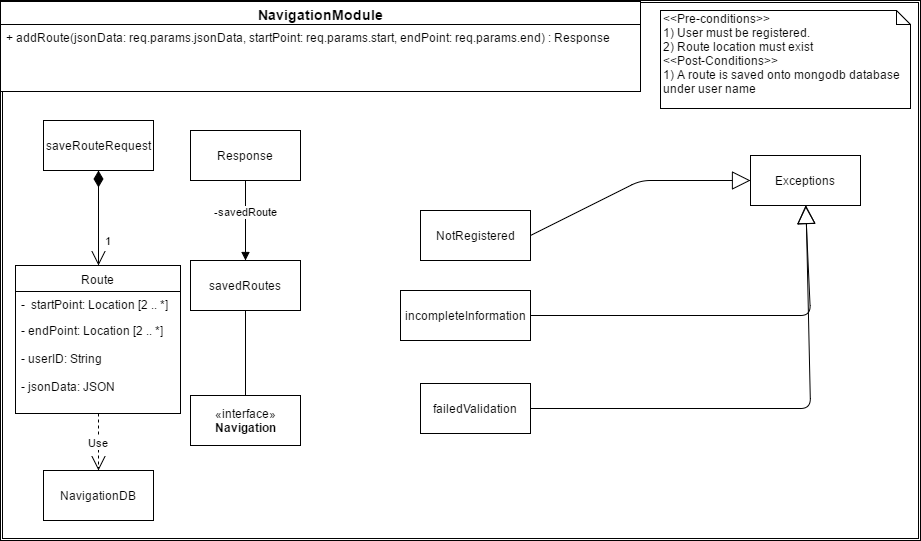 NavigationModule
+ addRoute(jsonData: req.params.jsonData, startPoint: req.params.start, endPoint: req.params.end) : Response
<<Pre-conditions>>
1) User must be registered.
2) Route location must exist
<<Post-Conditions>>
1) A route is saved onto mongodb database
under user name
saveRouteRequest
Response
Exceptions
-savedRoute
NotRegistered
1
Route
- startPoint: Location [2 .. *]
- endPoint: Location [2 .. *]
- userID: String
- jsonData: JSON
savedRoutes
incompleteInformation
«interface»
Navigation
failedValidation
Use
NavigationDB